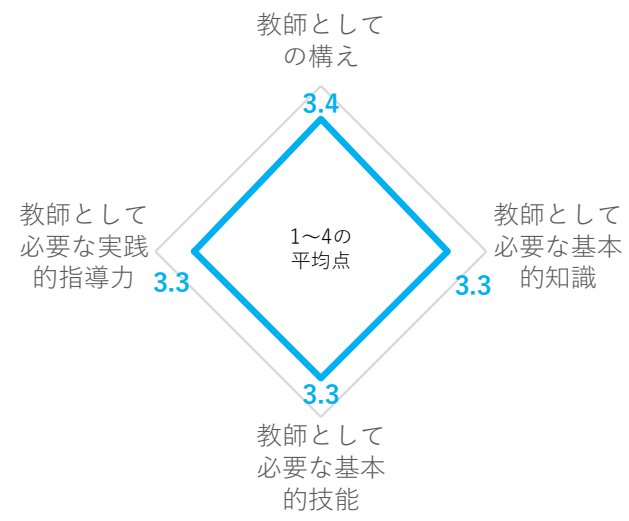 教師として
の構え
3.4
教師として
必要な実践
的指導力
3.3
1～4の
平均点
教師として
必要な基本
的知識
3.3
3.3
教師として
必要な基本
的技能